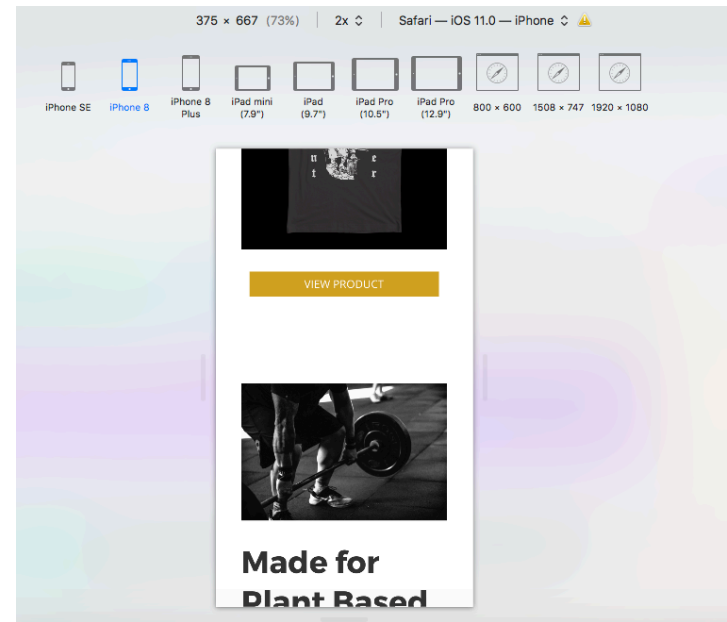 375 × 667 (73%) 2x Safari — iOS 11.0 — iPhone
iPhone SE
iPhone 8
iPhone 8
Plus
iPad mini
(7.9")
iPad
(9.7")
iPad Pro
(10.5")
iPad Pro
(12.9")
800 × 600
1508 × 747
1920 × 1080
n e
t r
VIEW PRODUCT
Made for
Plant Based